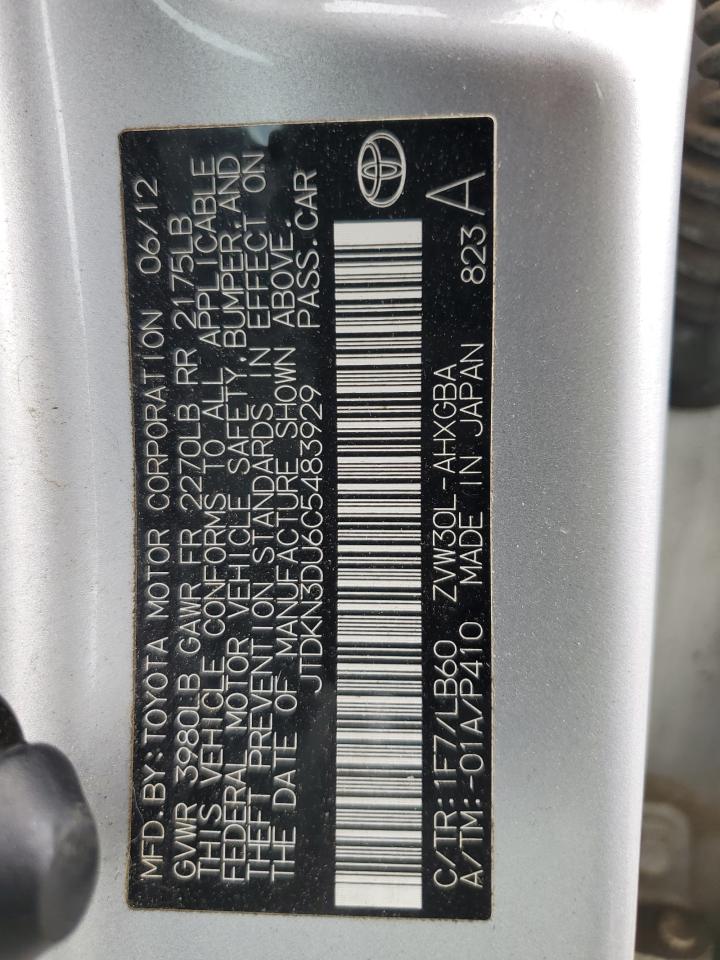 MFD. BY: TOYOTA MOTOR CORPORATION 06/12
GVWR 3980LB GAWR FR 2270LB RR 2175LB
THIS VEHICLE CONFORMS TO ALL APPLICABLE
FEDERAL MOTOR VEHICLE SAFETY, BUMPER, AND
THEFT PREVENTION STANDARDS IN EFFECT ON
THE DATE OF MANUFACTURE SHOWN ABOVE.
JTDKN3DU6C5483929 PASS. CAR
C/TR: 1F7/LB60 ZVW30L-AHXGBA
A/TM: -01A/P410 MADE IN JAPAN 823 A